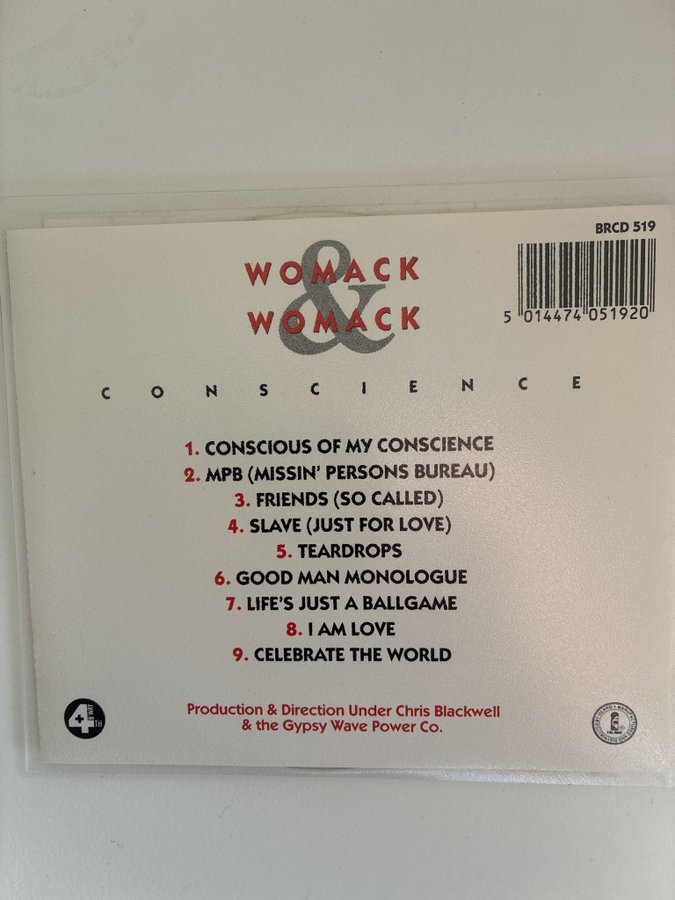 BRCD 519
WOMACK
&
WOMACK
5 014474 051920
CONSCIENCE
1. CONSCIOUS OF MY CONSCIENCE
2. MPB (MISSIN' PERSONS BUREAU)
3. FRIENDS (SO CALLED)
4. SLAVE (JUST FOR LOVE)
5. TEARDROPS
6. GOOD MAN MONOLOGUE
7. LIFE'S JUST A BALLGAME
8. I AM LOVE
9. CELEBRATE THE WORLD
4TH
B'WAY
Production & Direction Under Chris Blackwell
& the Gypsy Wave Power Co.